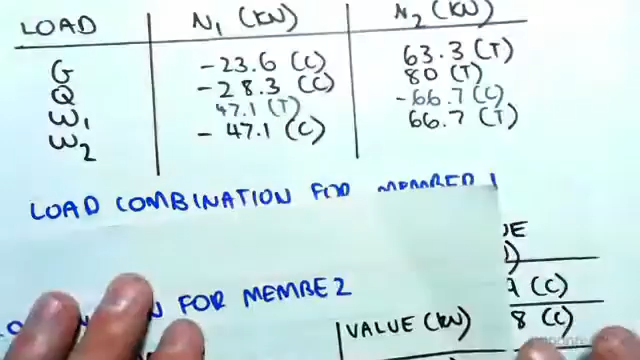 LOAD N1 (KN) N2 (KN)
G -23.6 (C) 63.3 (T)
Q -28.3 (C) 80 (T)
W1 47.1 (T) -66.7 (C)
W2 -47.1 (C) 66.7 (T)
LOAD COMBINATION FOR MEMBER 1
(C)
FOR MEMBE 2
VALUE (KN) 8 (C)